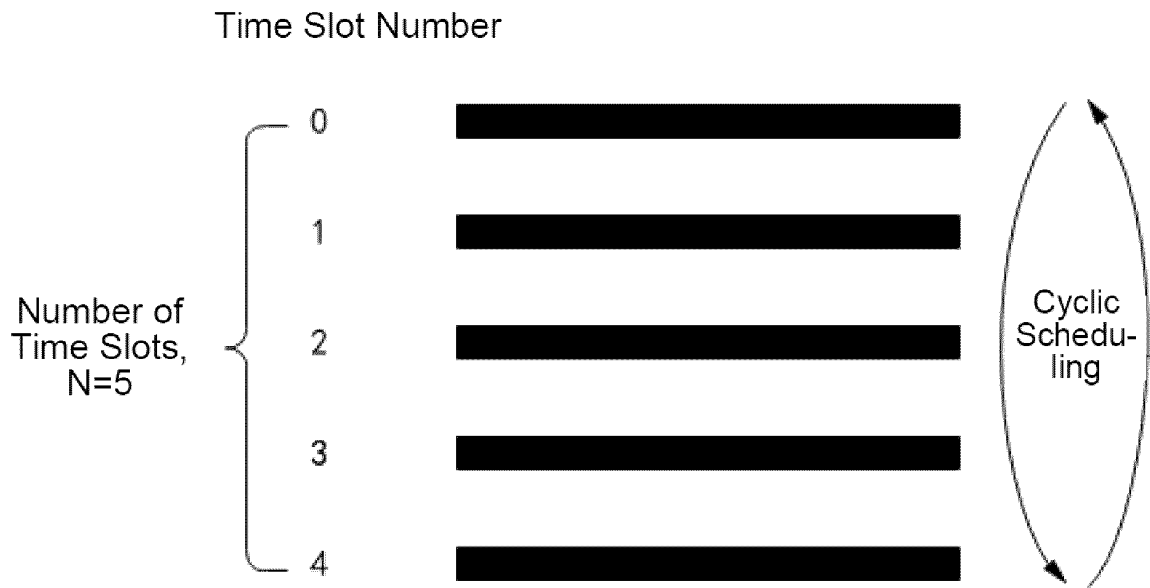 Time Slot Number
0
1
2
3
4
Number of
Time Slots,
N=5
Cyclic
Schedu-
ling